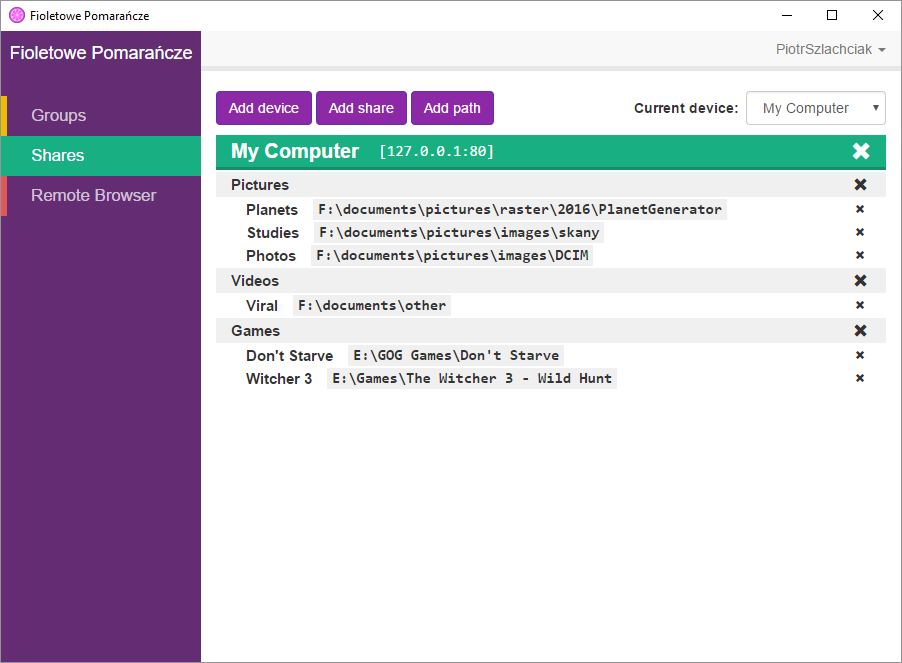 Fioletowe Pomarańcze
Fioletowe Pomarańcze
PiotrSzlachciak
Groups
Shares
Remote Browser
Add device Add share Add path Current device: My Computer
My Computer [127.0.0.1:80]
Pictures
Planets F:\documents\pictures\raster\2016\PlanetGenerator
Studies F:\documents\pictures\images\skany
Photos F:\documents\pictures\images\DCIM
Videos
Viral F:\documents\other
Games
Don't Starve E:\GOG Games\Don't Starve
Witcher 3 E:\Games\The Witcher 3 - Wild Hunt